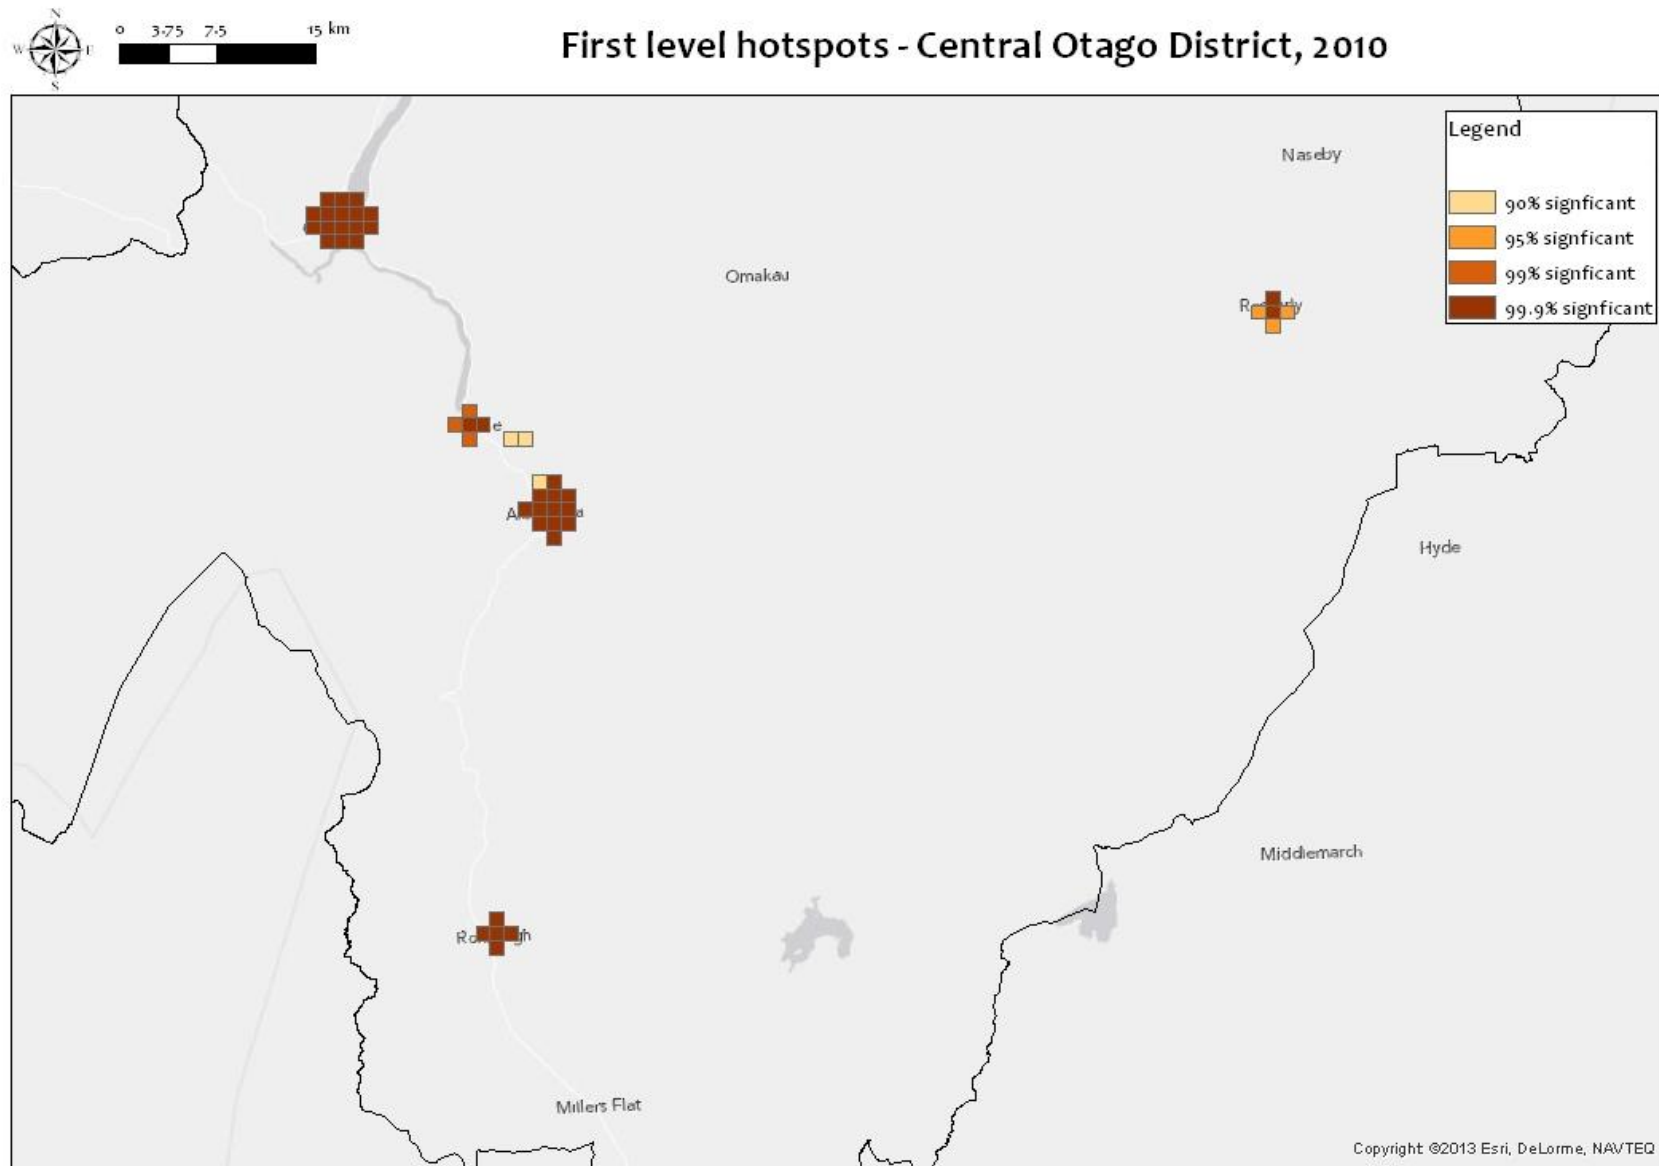 N
W E
S
0 3.75 7.5 15 km
First level hotspots - Central Otago District, 2010
Legend
90% signficant
95% signficant
99% signficant
99.9% signficant
Naseby
Omakau
Hyde
Middlemarch
Millers Flat
Copyright ©2013 Esri, DeLorme, NAVTEQ